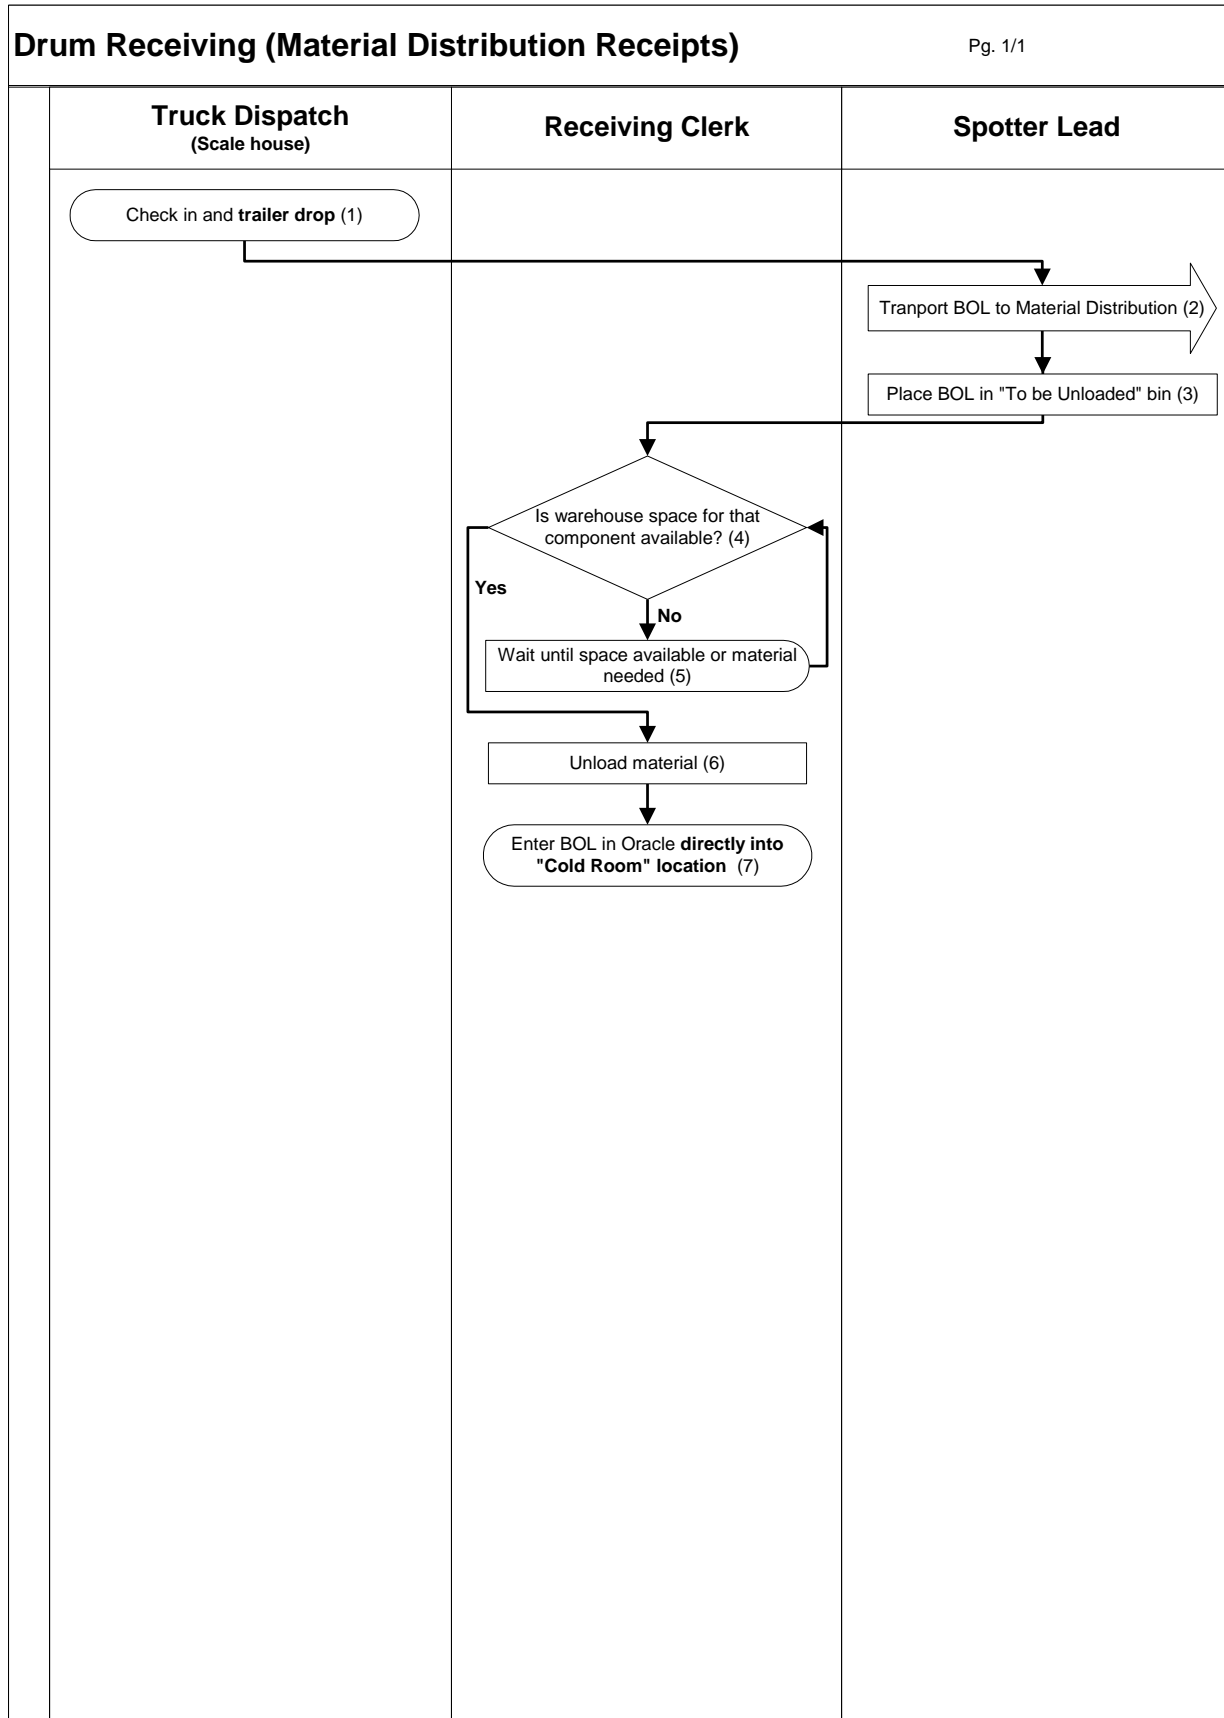 Drum Receiving (Material Distribution Receipts)
Pg. 1/1
Truck Dispatch
(Scale house)
Receiving Clerk
Spotter Lead
Check in and trailer drop (1)
Tranport BOL to Material Distribution (2)
Place BOL in "To be Unloaded" bin (3)
Is warehouse space for that
component available? (4)
Yes
No
Wait until space available or material
needed (5)
Unload material (6)
Enter BOL in Oracle directly into
"Cold Room" location (7)